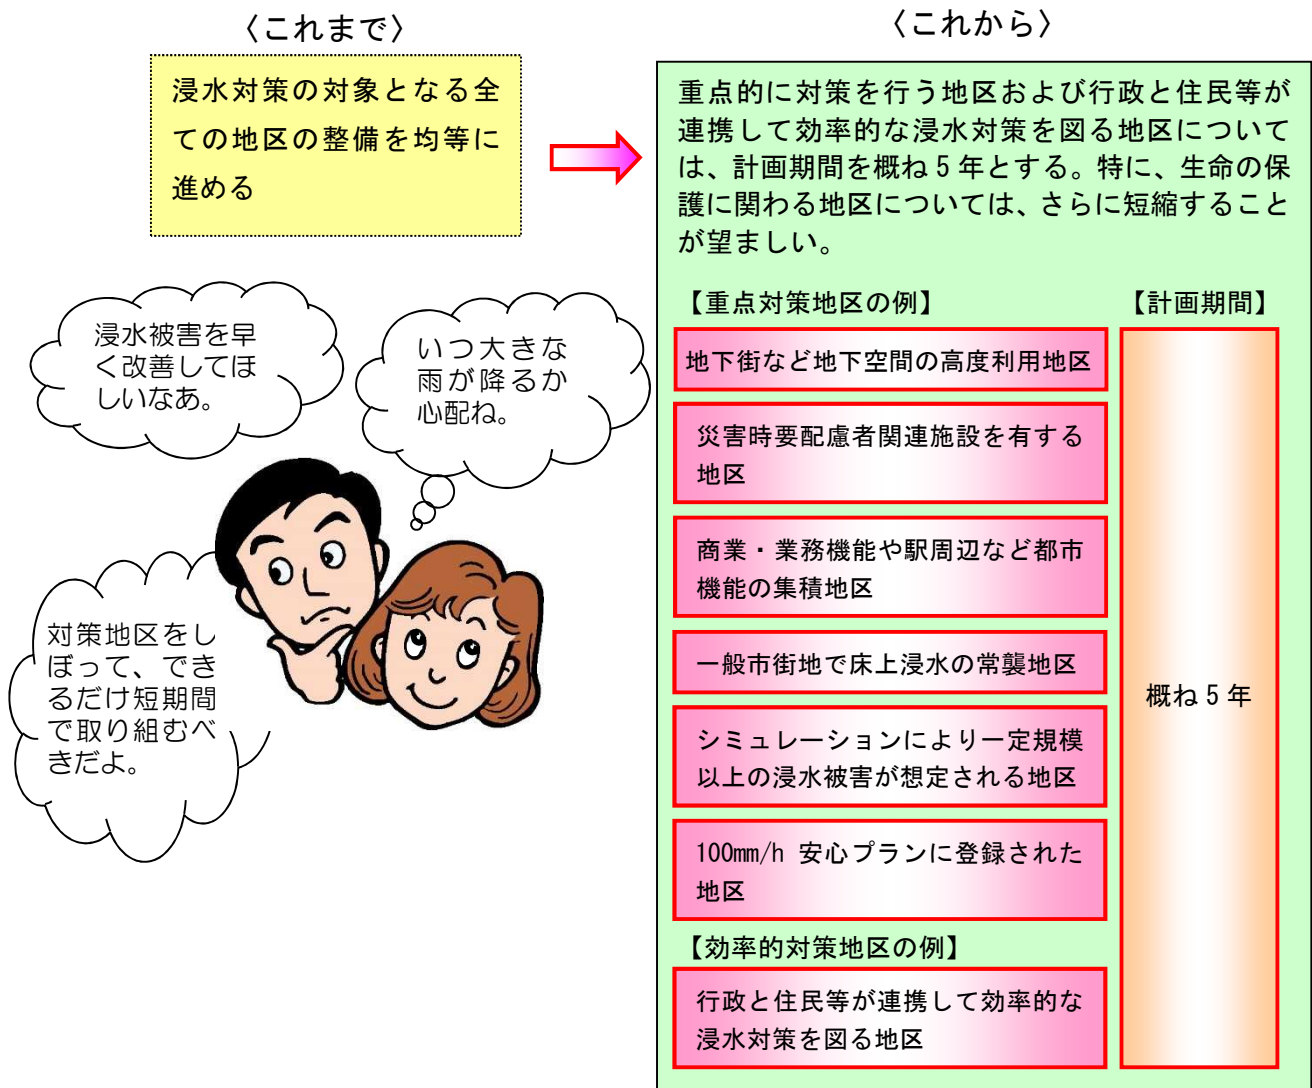 〈これまで〉
浸水対策の対象となる全
ての地区の整備を均等に
進める
〈これから〉
重点的に対策を行う地区および行政と住民等が
連携して効率的な浸水対策を図る地区について
は、計画期間を概ね５年とする。特に、生命の保
護に関わる地区については、さらに短縮すること
が望ましい。
浸水被害を早
く改善してほ
しいなあ。
いつ大きな
雨が降るか
心配ね。
対策地区をし
ぼって、でき
るだけ短期間
で取り組むべ
きだよ。
【重点対策地区の例】
【計画期間】
地下街など地下空間の高度利用地区
災害時要配慮者関連施設を有する
地区
商業・業務機能や駅周辺など都市
機能の集積地区
一般市街地で床上浸水の常襲地区
シミュレーションにより一定規模
以上の浸水被害が想定される地区
100mm/h 安心プランに登録された
地区
【効率的対策地区の例】
行政と住民等が連携して効率的な
浸水対策を図る地区
概ね５年